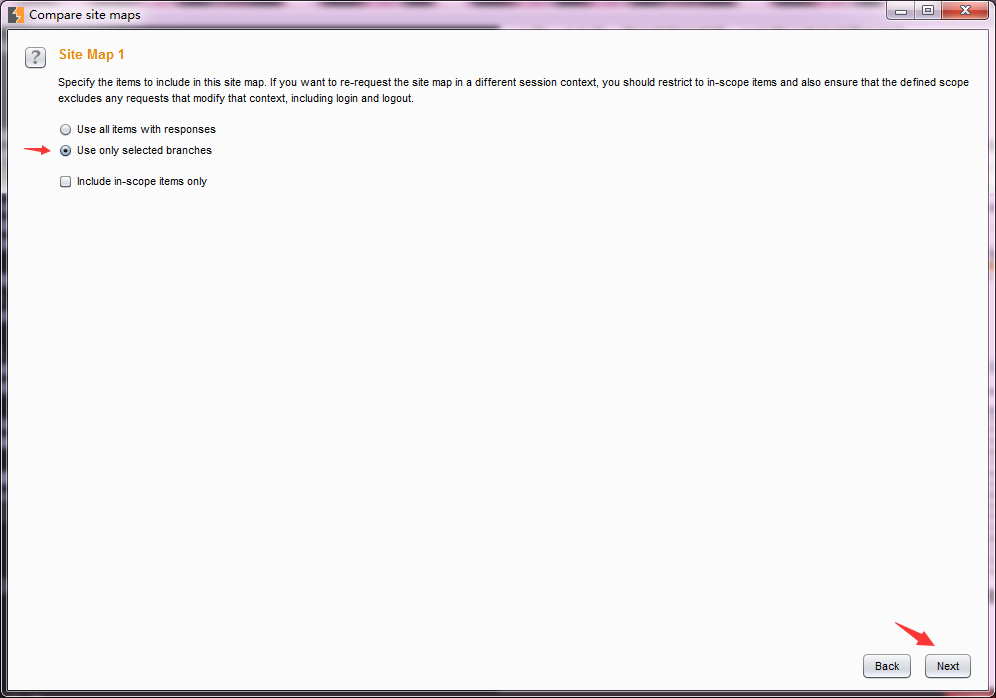 Compare site maps
?
Site Map 1
Specify the items to include in this site map. If you want to re-request the site map in a different session context, you should restrict to in-scope items and also ensure that the defined scope
excludes any requests that modify that context, including login and logout.
Use all items with responses
Use only selected branches
Include in-scope items only
Back
Next